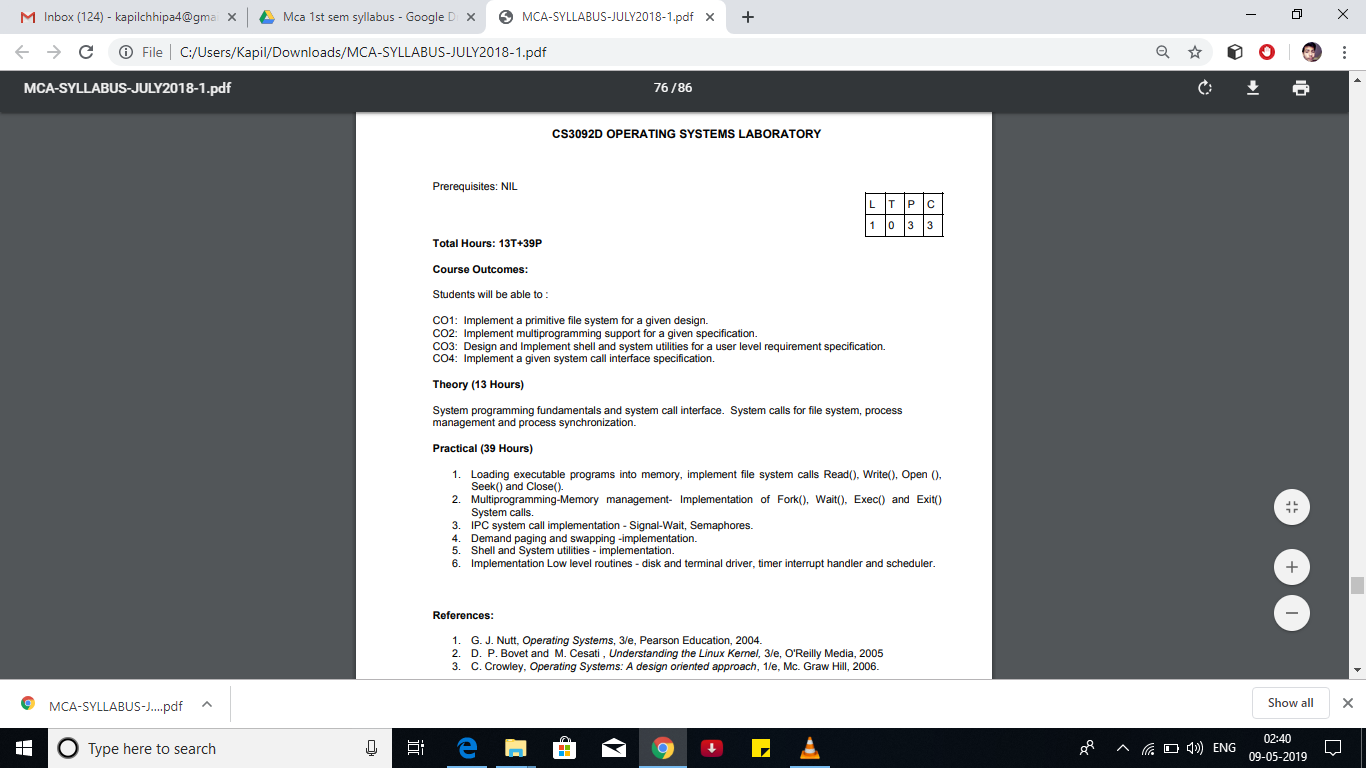 Inbox (124) - kapilchhipa4@gma
Mca 1st sem syllabus - Google D
MCA-SYLLABUS-JULY2018-1.pdf
File
C:/Users/Kapil/Downloads/MCA-SYLLABUS-JULY2018-1.pdf
MCA-SYLLABUS-JULY2018-1.pdf
76 / 86
CS3092D OPERATING SYSTEMS LABORATORY
Prerequisites: NIL
L T P C
1 0 3 3
Total Hours: 13T+39P
Course Outcomes:
Students will be able to :
CO1: Implement a primitive file system for a given design.
CO2: Implement multiprogramming support for a given specification.
CO3: Design and Implement shell and system utilities for a user level requirement specification.
CO4: Implement a given system call interface specification.
Theory (13 Hours)
System programming fundamentals and system call interface. System calls for file system, process
management and process synchronization.
Practical (39 Hours)
1. Loading executable programs into memory, implement file system calls Read(), Write(), Open (),
Seek() and Close().
2. Multiprogramming-Memory management- Implementation of Fork(), Wait(), Exec() and Exit()
System calls.
3. IPC system call implementation - Signal-Wait, Semaphores.
4. Demand paging and swapping -implementation.
5. Shell and System utilities - implementation.
6. Implementation Low level routines - disk and terminal driver, timer interrupt handler and scheduler.
References:
1. G. J. Nutt, Operating Systems, 3/e, Pearson Education, 2004.
2. D. P. Bovet and M. Cesati , Understanding the Linux Kernel, 3/e, O'Reilly Media, 2005
3. C. Crowley, Operating Systems: A design oriented approach, 1/e, Mc. Graw Hill, 2006.
MCA-SYLLABUS-J....pdf
Show all
Type here to search
ENG
02:40
09-05-2019